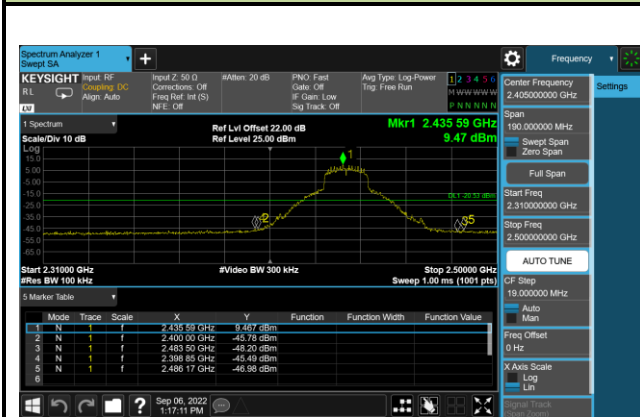 Spectrum Analyzer 1
Swept SA
+
Frequency
KEYSIGHT
RL
Input: RF
Coupling: DC
Align: Auto
Input Z: 50 Ω
Corrections: Off
Freq Ref: Int (S)
NFE: Off
#Atten: 20 dB
PNO: Fast
Gate: Off
IF Gain: Low
Sig Track: Off
Avg Type: Log-Power
Trig: Free Run
1 2 3 4 5 6
M W W W W W
P N N N N N
Center Frequency
2.405000000 GHz
Settings
1 Spectrum
Scale/Div 10 dB
Ref Lvl Offset 22.00 dB
Ref Level 25.00 dBm
Mkr1 2.435 59 GHz
9.47 dBm
Span
190.000000 MHz
Swept Span
Zero Span
Full Span
Log
15.0
5.00
-5.00
-15.0
-25.0
-35.0
-45.0
-55.0
-65.0
1
DL1 -20.53 dBm
2
5
Start Freq
2.310000000 GHz
Stop Freq
2.500000000 GHz
AUTO TUNE
Start 2.31000 GHz
#Res BW 100 kHz
#Video BW 300 kHz
Stop 2.50000 GHz
Sweep 1.00 ms (1001 pts)
CF Step
19.000000 MHz
Auto
Man
5 Marker Table
Mode Trace Scale X Y Function Function Width Function Value
1 N 1 f 2.435 59 GHz 9.467 dBm
2 N 1 f 2.400 00 GHz -45.78 dBm
3 N 1 f 2.483 50 GHz -48.20 dBm
4 N 1 f 2.398 85 GHz -45.49 dBm
5 N 1 f 2.486 17 GHz -46.98 dBm
6
Freq Offset
0 Hz
X Axis Scale
Log
Lin
Signal Track
(Span Zoom)
?
Sep 06, 2022
1:17:11 PM